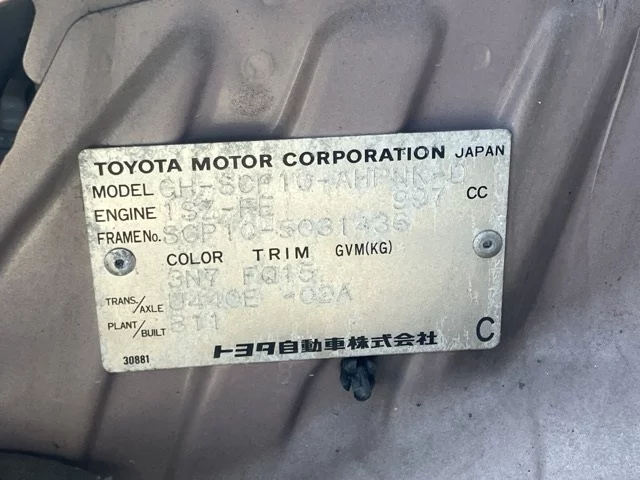 TOYOTA MOTOR CORPORATION JAPAN
MODEL GH-SCP10-AHPNK-D
ENGINE 1SZ-FE 997 CC
FRAME No. SCP10-5031436
COLOR TRIM GVM(KG)
3N7 FQ15
TRANS./AXLE U440E -02A
PLANT/BUILT S11
30881 トヨタ自動車株式会社 C